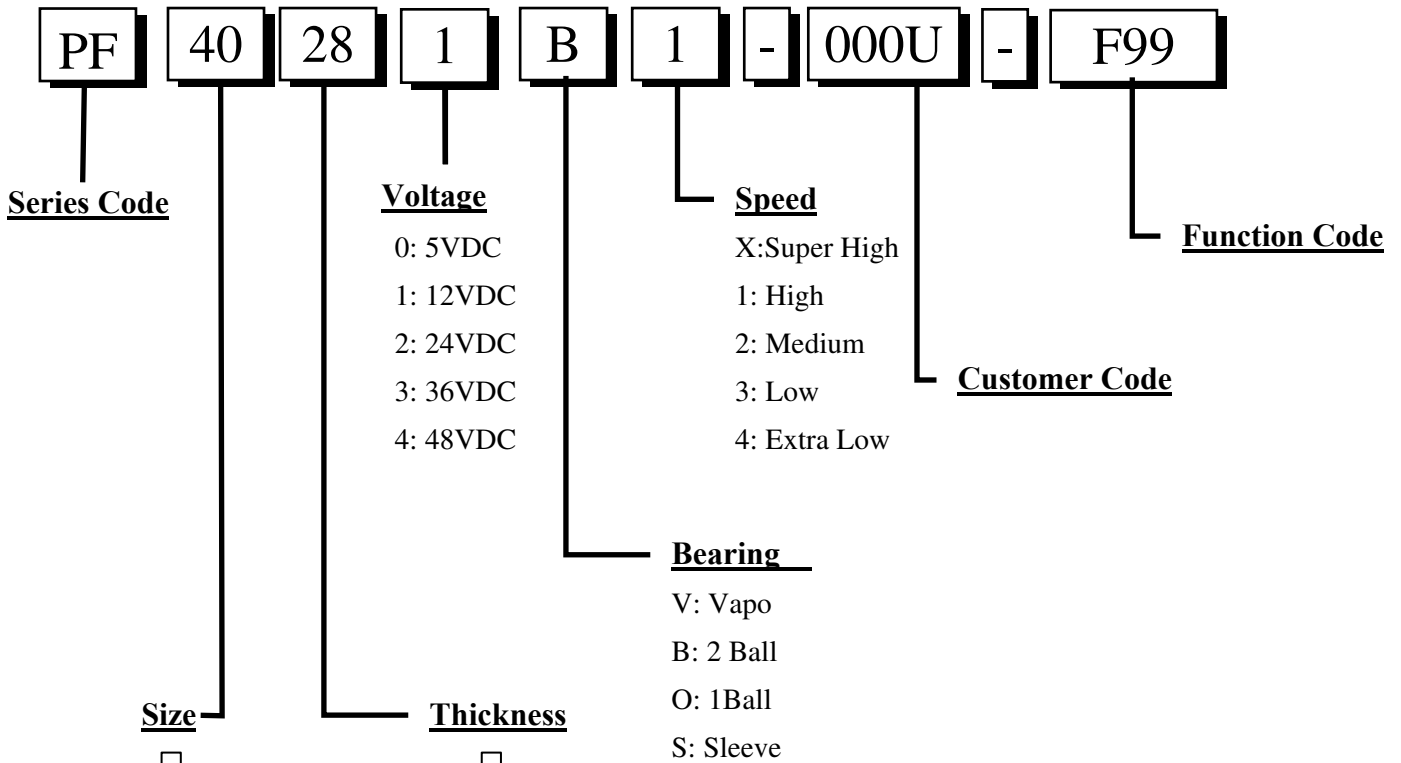 PF 40 28 1 B 1 - 000U - F99
Series Code
Voltage
0: 5VDC
1: 12VDC
2: 24VDC
3: 36VDC
4: 48VDC
Speed
X:Super High
1: High
2: Medium
3: Low
4: Extra Low
Function Code
Customer Code
Bearing
V: Vapo
B: 2 Ball
O: 1Ball
S: Sleeve
Size
Thickness